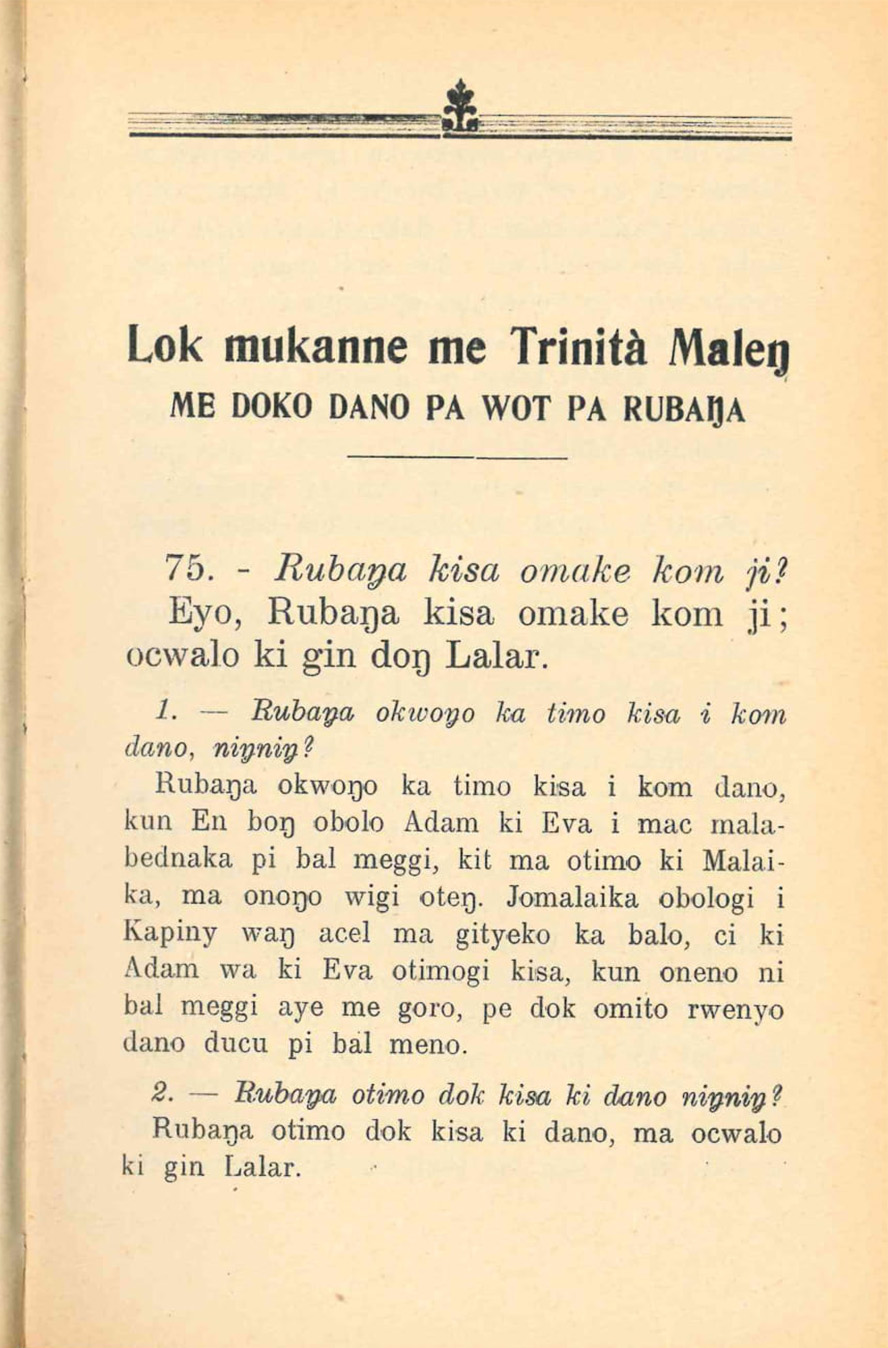 Lok mukanne me Trinità Maleŋ
ME DOKO DANO PA WOT PA RUBAŊA
75. - Rubaŋa kisa omake kom ji?
Eyo, Rubaŋa kisa omake kom ji;
ocwalo ki gin doŋ Lalar.
1. — Rubaŋa okwoŋo ka timo kisa i kom
dano, niŋniŋ?
Rubaŋa okwoŋo ka timo kisa i kom dano,
kun En boŋ obolo Adam ki Eva i mac mala-
bednaka pi bal meggi, kit ma otimo ki Malai-
ka, ma onoŋo wigi oteŋ. Jomalaika obologi i
Kapiny waŋ acel ma gityeko ka balo, ci ki
Adam wa ki Eva otimogi kisa, kun oneno ni
bal meggi aye me goro, pe dok omito rwenyo
dano ducu pi bal meno.
2. — Rubaŋa otimo dok kisa ki dano niŋniŋ?
Rubaŋa otimo dok kisa ki dano, ma ocwalo
ki gin Lalar.